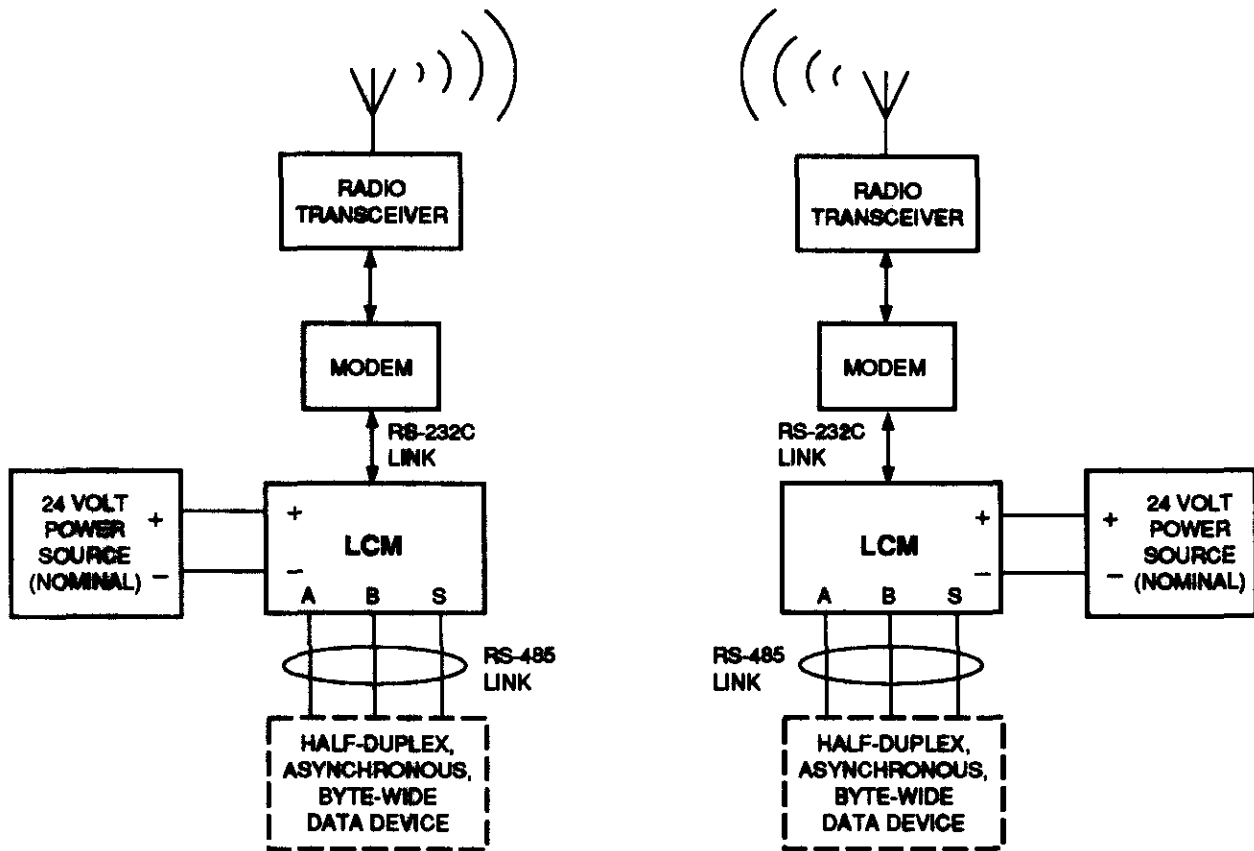 RADIO
TRANSCEIVER
MODEM
RS-232C
LINK
24 VOLT
POWER
SOURCE
(NOMINAL)
+
−
+
−
LCM
A B S
RS-485
LINK
HALF-DUPLEX,
ASYNCHRONOUS,
BYTE-WIDE
DATA DEVICE
RADIO
TRANSCEIVER
MODEM
RS-232C
LINK
LCM
+
−
A B S
+
−
24 VOLT
POWER
SOURCE
(NOMINAL)
RS-485
LINK
HALF-DUPLEX,
ASYNCHRONOUS,
BYTE-WIDE
DATA DEVICE